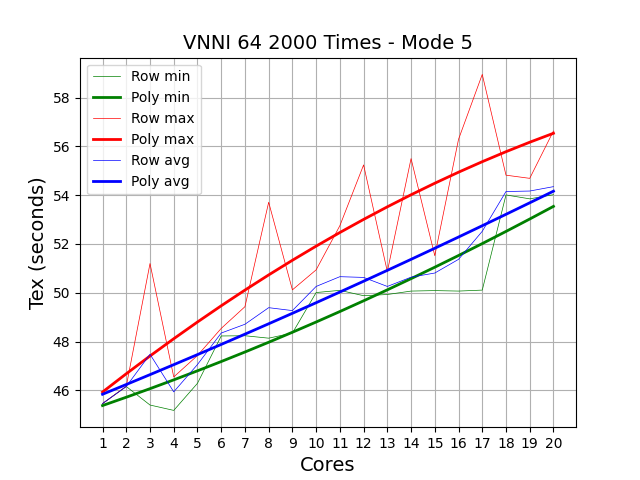 VNNI 64 2000 Times - Mode 5
Row min
Poly min
Row max
Poly max
Row avg
Poly avg
Tex (seconds)
58
56
54
52
50
48
46
1 2 3 4 5 6 7 8 9 10 11 12 13 14 15 16 17 18 19 20
Cores